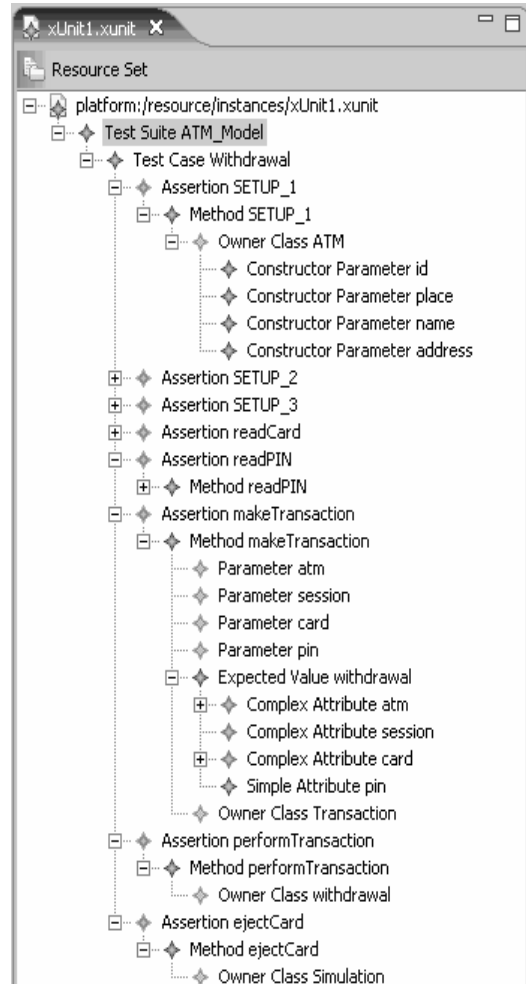 xUnit1.xunit
Resource Set
platform:/resource/instances/xUnit1.xunit
Test Suite ATM_Model
Test Case Withdrawal
Assertion SETUP_1
Method SETUP_1
Owner Class ATM
Constructor Parameter id
Constructor Parameter place
Constructor Parameter name
Constructor Parameter address
Assertion SETUP_2
Assertion SETUP_3
Assertion readCard
Assertion readPIN
Method readPIN
Assertion makeTransaction
Method makeTransaction
Parameter atm
Parameter session
Parameter card
Parameter pin
Expected Value withdrawal
Complex Attribute atm
Complex Attribute session
Complex Attribute card
Simple Attribute pin
Owner Class Transaction
Assertion performTransaction
Method performTransaction
Owner Class withdrawal
Assertion ejectCard
Method ejectCard
Owner Class Simulation